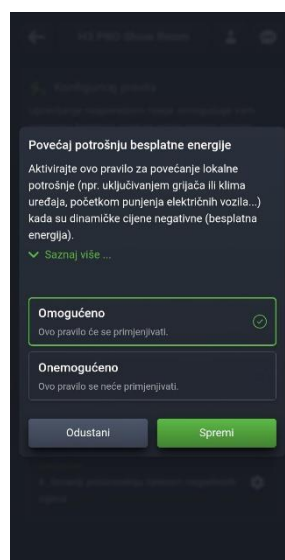 Povećaj potrošnju besplatne energije
Aktivirajte ovo pravilo za povećanje lokalne
potrošnje (npr. uključivanjem grijača ili klima
uređaja, početkom punjenja električnih vozila...)
kada su dinamičke cijene negativne (besplatna
energija).
Saznaj više ...
Omogućeno
Ovo pravilo će se primjenjivati.
Onemogućeno
Ovo pravilo se neće primjenjivati.
Odustani
Spremi